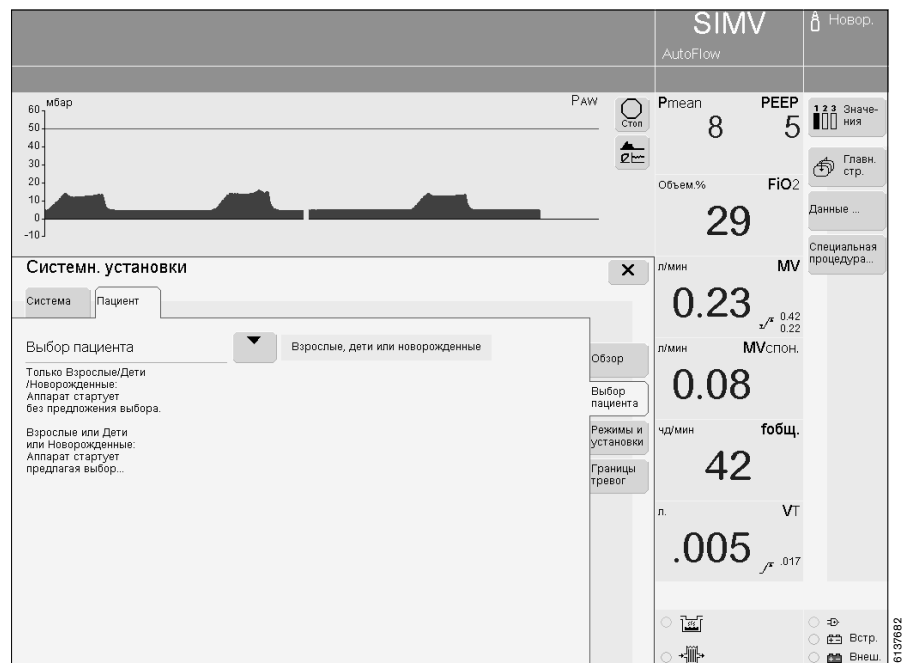 SIMV
AutoFlow
Новор.
мбар
PAW
60
50
40
30
20
10
0
-10
Стоп
Pmean
PEEP
8
5
Объем.%
FiO2
29
л/мин
MV
0.23
0.42
0.22
л/мин
MVспон.
0.08
чд/мин
fобщ.
42
л.
VT
.005
.017
1 2 3 Значе-
ния
Главн.
стр.
Данные ...
Специальная
процедура...
Системн. установки
Система
Пациент
Выбор пациента
Взрослые, дети или новорожденные
Только Взрослые/Дети
/Новорожденные:
Аппарат стартует
без предложения выбора.
Взрослые или Дети
или Новорожденные:
Аппарат стартует
предлагая выбор...
Обзор
Выбор
пациента
Режимы и
установки
Границы
тревог
Встр.
Внеш.
6137682